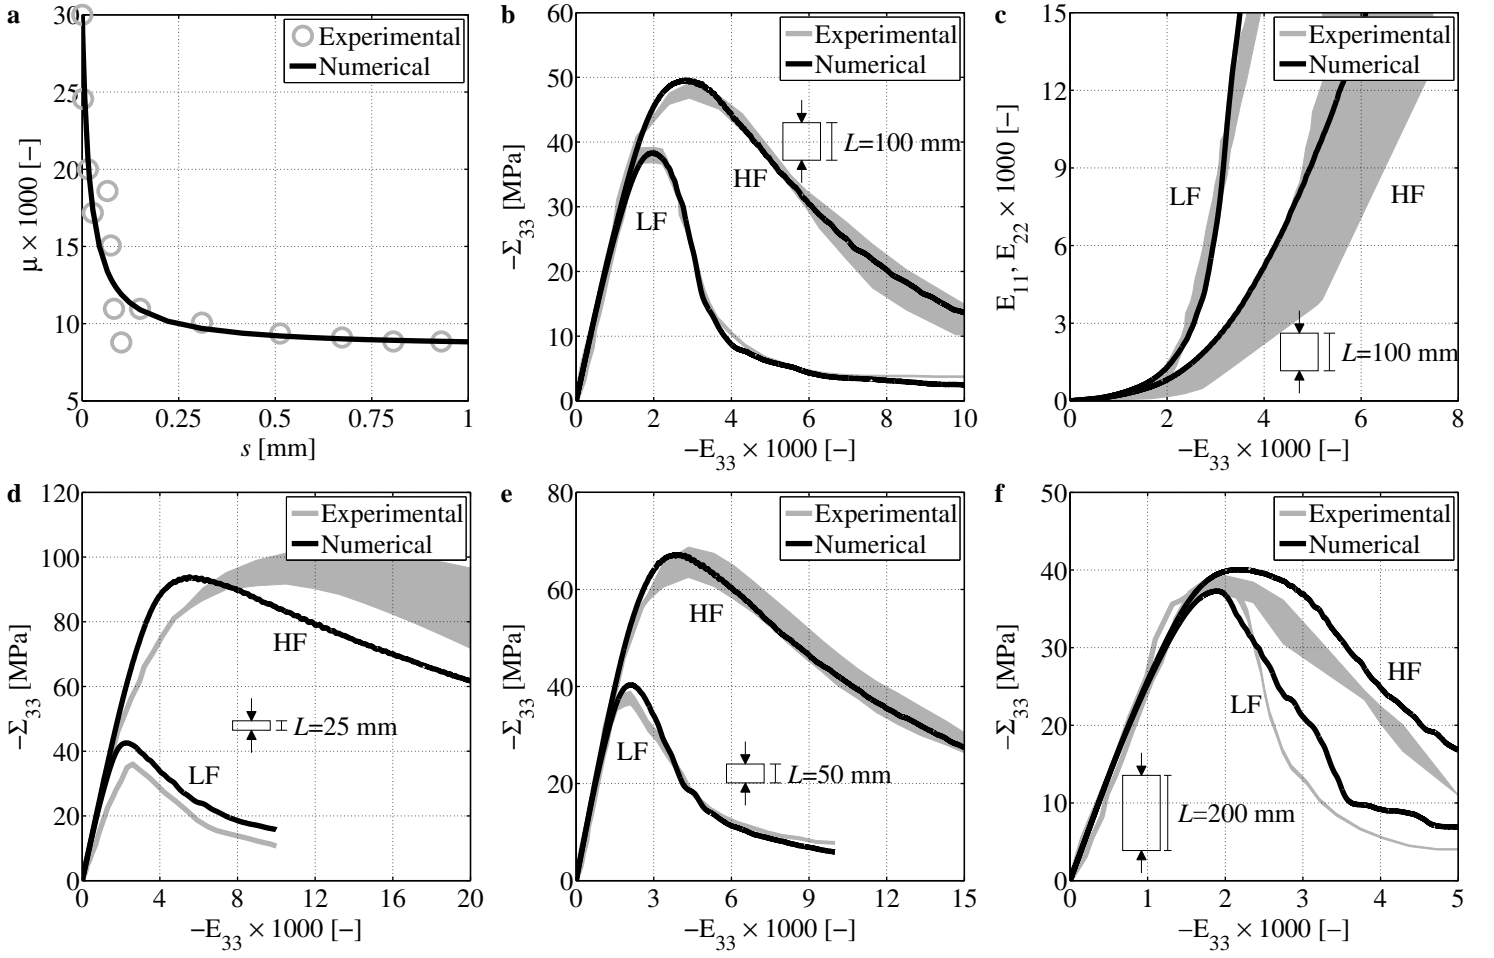 a
30
25
20
15
10
5
0
0.25
0.5
0.75
1
μ × 1000 [−]
s [mm]
Experimental
Numerical
b
60
50
40
30
20
10
0
0
2
4
6
8
10
−Σ33 [MPa]
−E33 × 1000 [−]
Experimental
Numerical
L=100 mm
HF
LF
c
15
12
9
6
3
0
0
2
4
6
8
E11, E22 × 1000 [−]
−E33 × 1000 [−]
Experimental
Numerical
LF
HF
L=100 mm
d
120
100
80
60
40
20
0
0
4
8
12
16
20
−Σ33 [MPa]
−E33 × 1000 [−]
Experimental
Numerical
HF
L=25 mm
LF
e
80
60
40
20
0
0
3
6
9
12
15
−Σ33 [MPa]
−E33 × 1000 [−]
Experimental
Numerical
HF
LF
L=50 mm
f
50
40
30
20
10
0
0
1
2
3
4
5
−Σ33 [MPa]
−E33 × 1000 [−]
Experimental
Numerical
HF
LF
L=200 mm